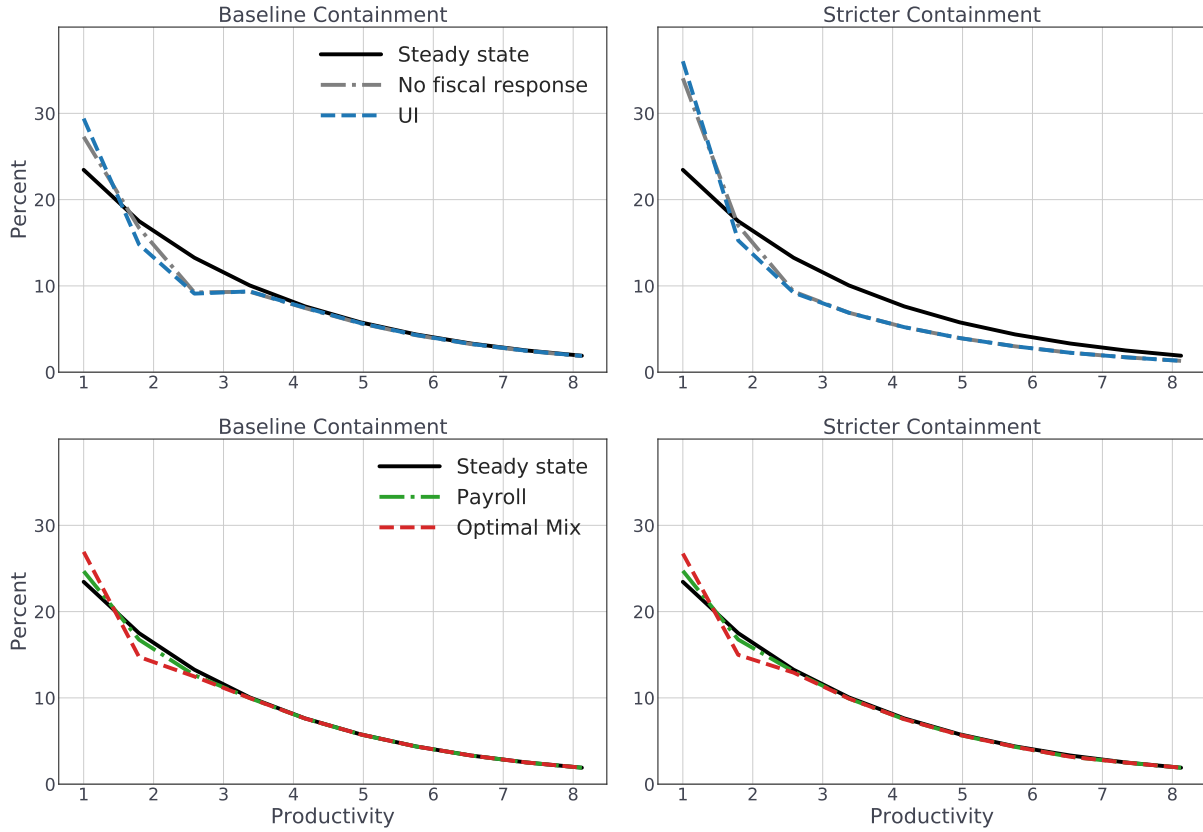 Baseline Containment
Stricter Containment
Steady state
No fiscal response
UI
Percent
30
20
10
0
1 2 3 4 5 6 7 8
30
20
10
0
1 2 3 4 5 6 7 8
Baseline Containment
Stricter Containment
Steady state
Payroll
Optimal Mix
Percent
30
20
10
0
1 2 3 4 5 6 7 8
Productivity
30
20
10
0
1 2 3 4 5 6 7 8
Productivity